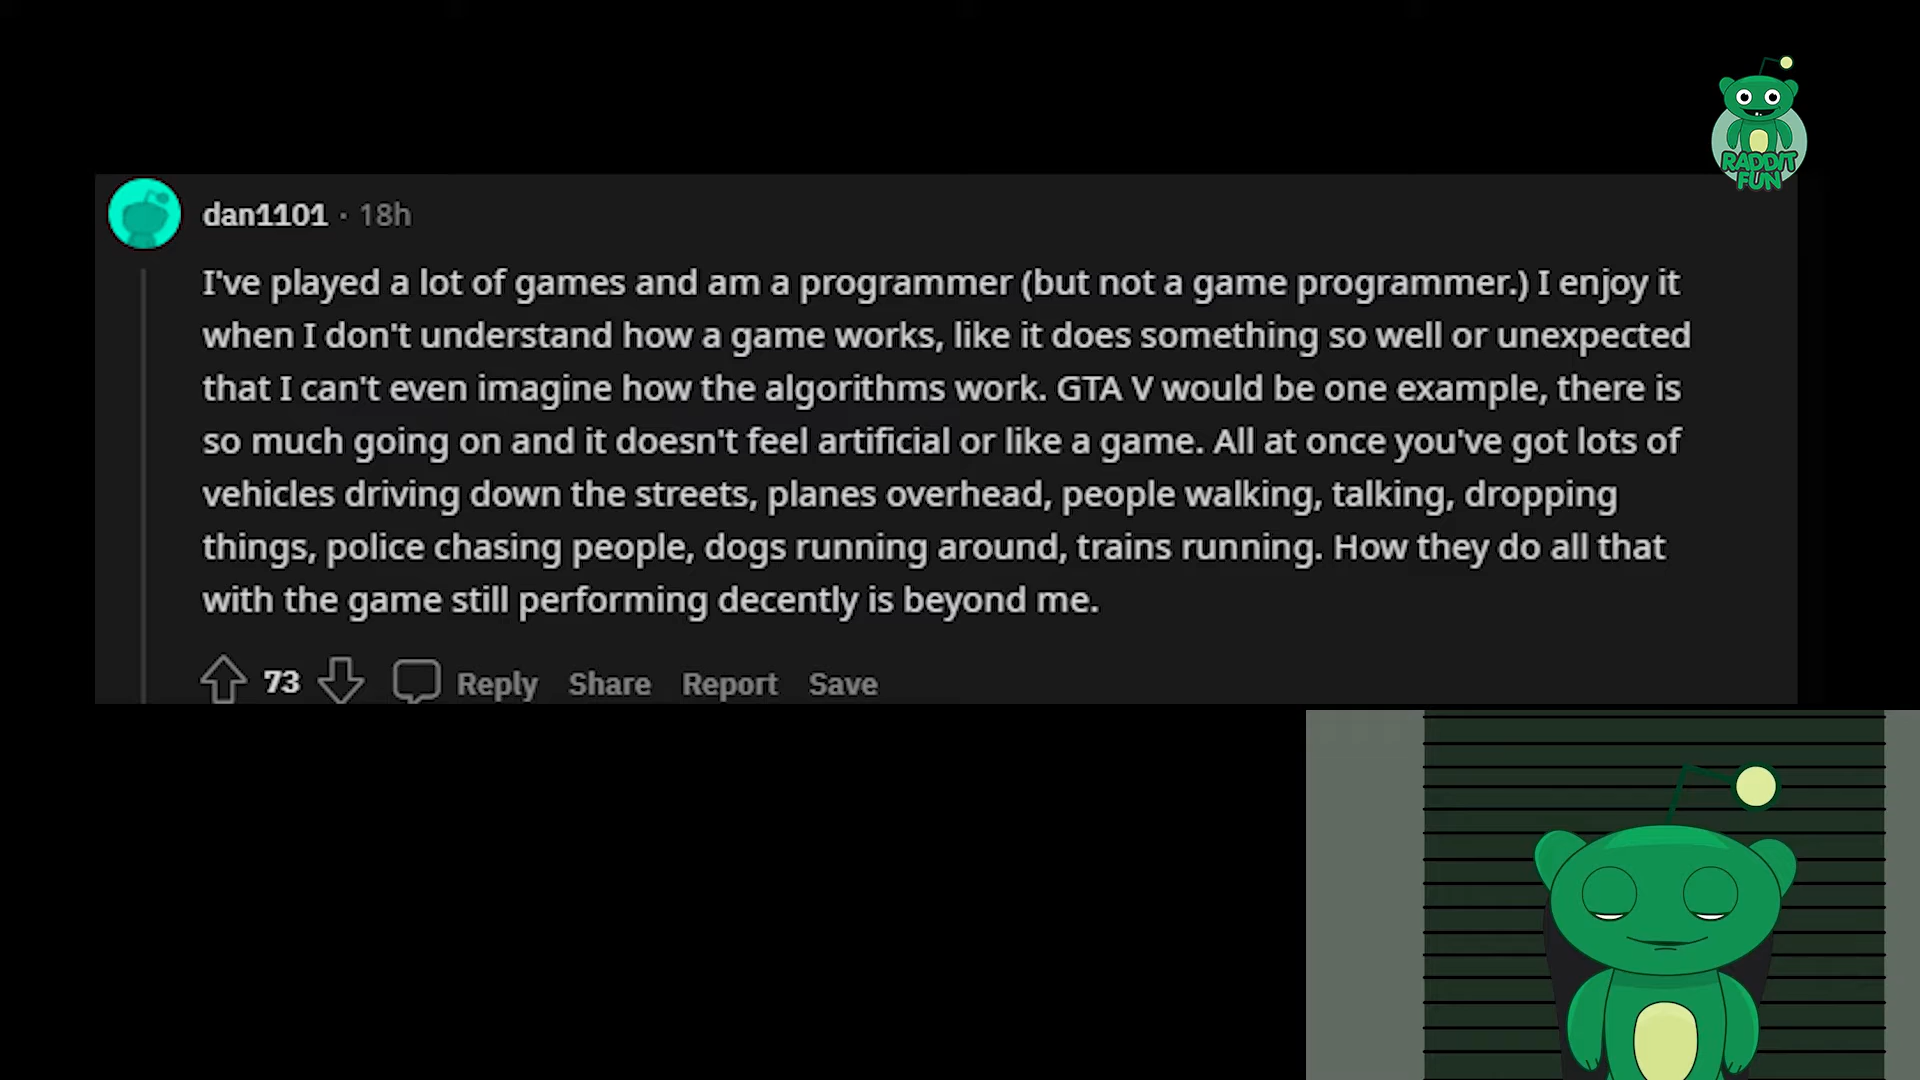 RADDIT
FUN
dan1101 · 18h
I've played a lot of games and am a programmer (but not a game programmer.) I enjoy it
when I don't understand how a game works, like it does something so well or unexpected
that I can't even imagine how the algorithms work. GTA V would be one example, there is
so much going on and it doesn't feel artificial or like a game. All at once you've got lots of
vehicles driving down the streets, planes overhead, people walking, talking, dropping
things, police chasing people, dogs running around, trains running. How they do all that
with the game still performing decently is beyond me.
73 Reply Share Report Save